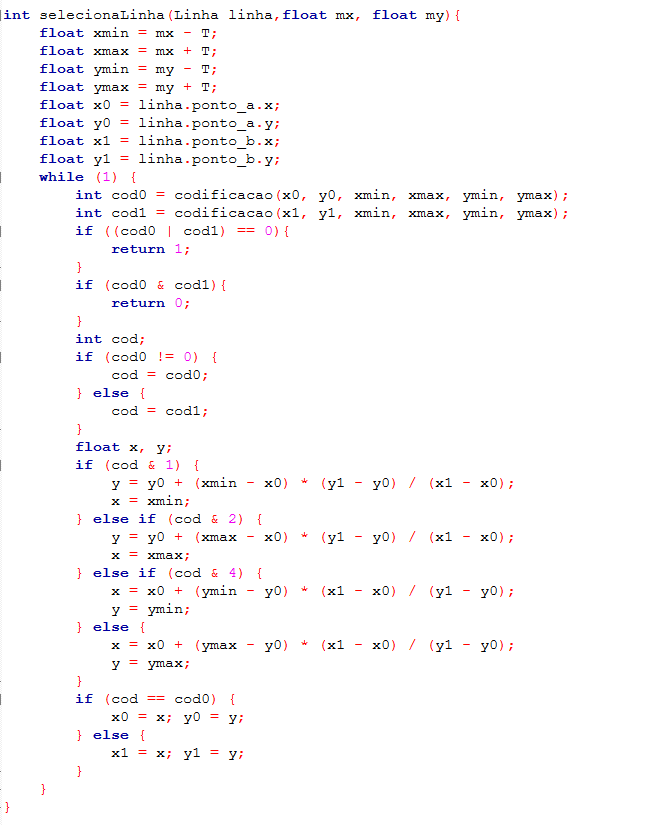 int selecionaLinha(Linha linha,float mx, float my){
    float xmin = mx - T;
    float xmax = mx + T;
    float ymin = my - T;
    float ymax = my + T;
    float x0 = linha.ponto_a.x;
    float y0 = linha.ponto_a.y;
    float x1 = linha.ponto_b.x;
    float y1 = linha.ponto_b.y;
    while (1) {
        int cod0 = codificacao(x0, y0, xmin, xmax, ymin, ymax);
        int cod1 = codificacao(x1, y1, xmin, xmax, ymin, ymax);
        if ((cod0 | cod1) == 0){
            return 1;
        }
        if (cod0 & cod1){
            return 0;
        }
        int cod;
        if (cod0 != 0) {
            cod = cod0;
        } else {
            cod = cod1;
        }
        float x, y;
        if (cod & 1) {
            y = y0 + (xmin - x0) * (y1 - y0) / (x1 - x0);
            x = xmin;
        } else if (cod & 2) {
            y = y0 + (xmax - x0) * (y1 - y0) / (x1 - x0);
            x = xmax;
        } else if (cod & 4) {
            x = x0 + (ymin - y0) * (x1 - x0) / (y1 - y0);
            y = ymin;
        } else {
            x = x0 + (ymax - y0) * (x1 - x0) / (y1 - y0);
            y = ymax;
        }
        if (cod == cod0) {
            x0 = x; y0 = y;
        } else {
            x1 = x; y1 = y;
        }
    }
}